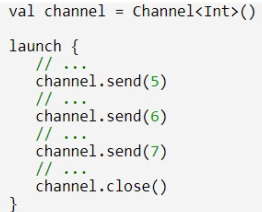 val channel = Channel<Int>()
launch {
// ...
channel.send(5)
// ...
channel.send(6)
// ...
channel.send(7)
// ...
channel.close()
}